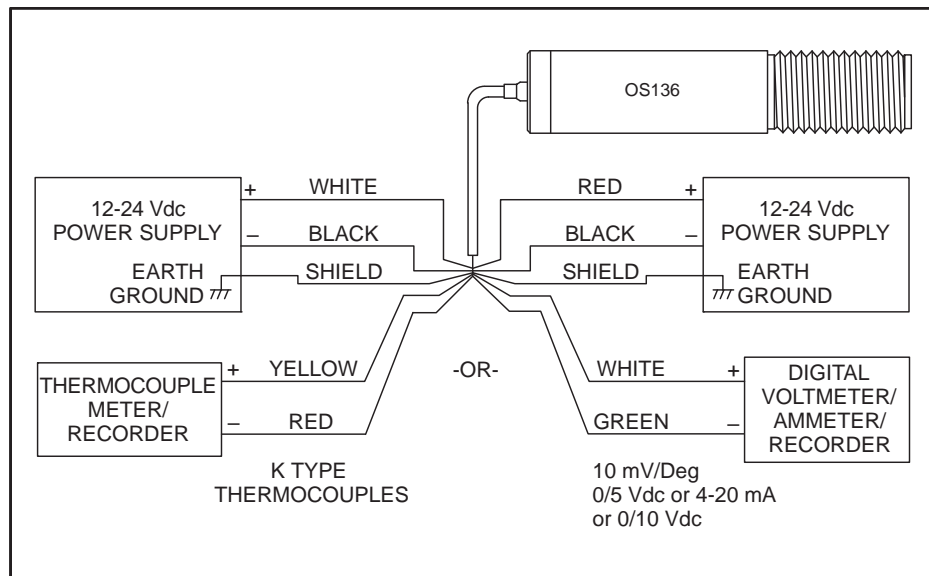 OS136
+ WHITE
12-24 Vdc
POWER SUPPLY
– BLACK
EARTH
GROUND
SHIELD
RED +
12-24 Vdc
POWER SUPPLY
BLACK –
SHIELD
EARTH
GROUND
+ YELLOW
THERMOCOUPLE
METER/
RECORDER
– RED
K TYPE
THERMOCOUPLES
-OR-
WHITE +
DIGITAL
VOLTMETER/
AMMETER/
RECORDER
GREEN –
10 mV/Deg
0/5 Vdc or 4-20 mA
or 0/10 Vdc